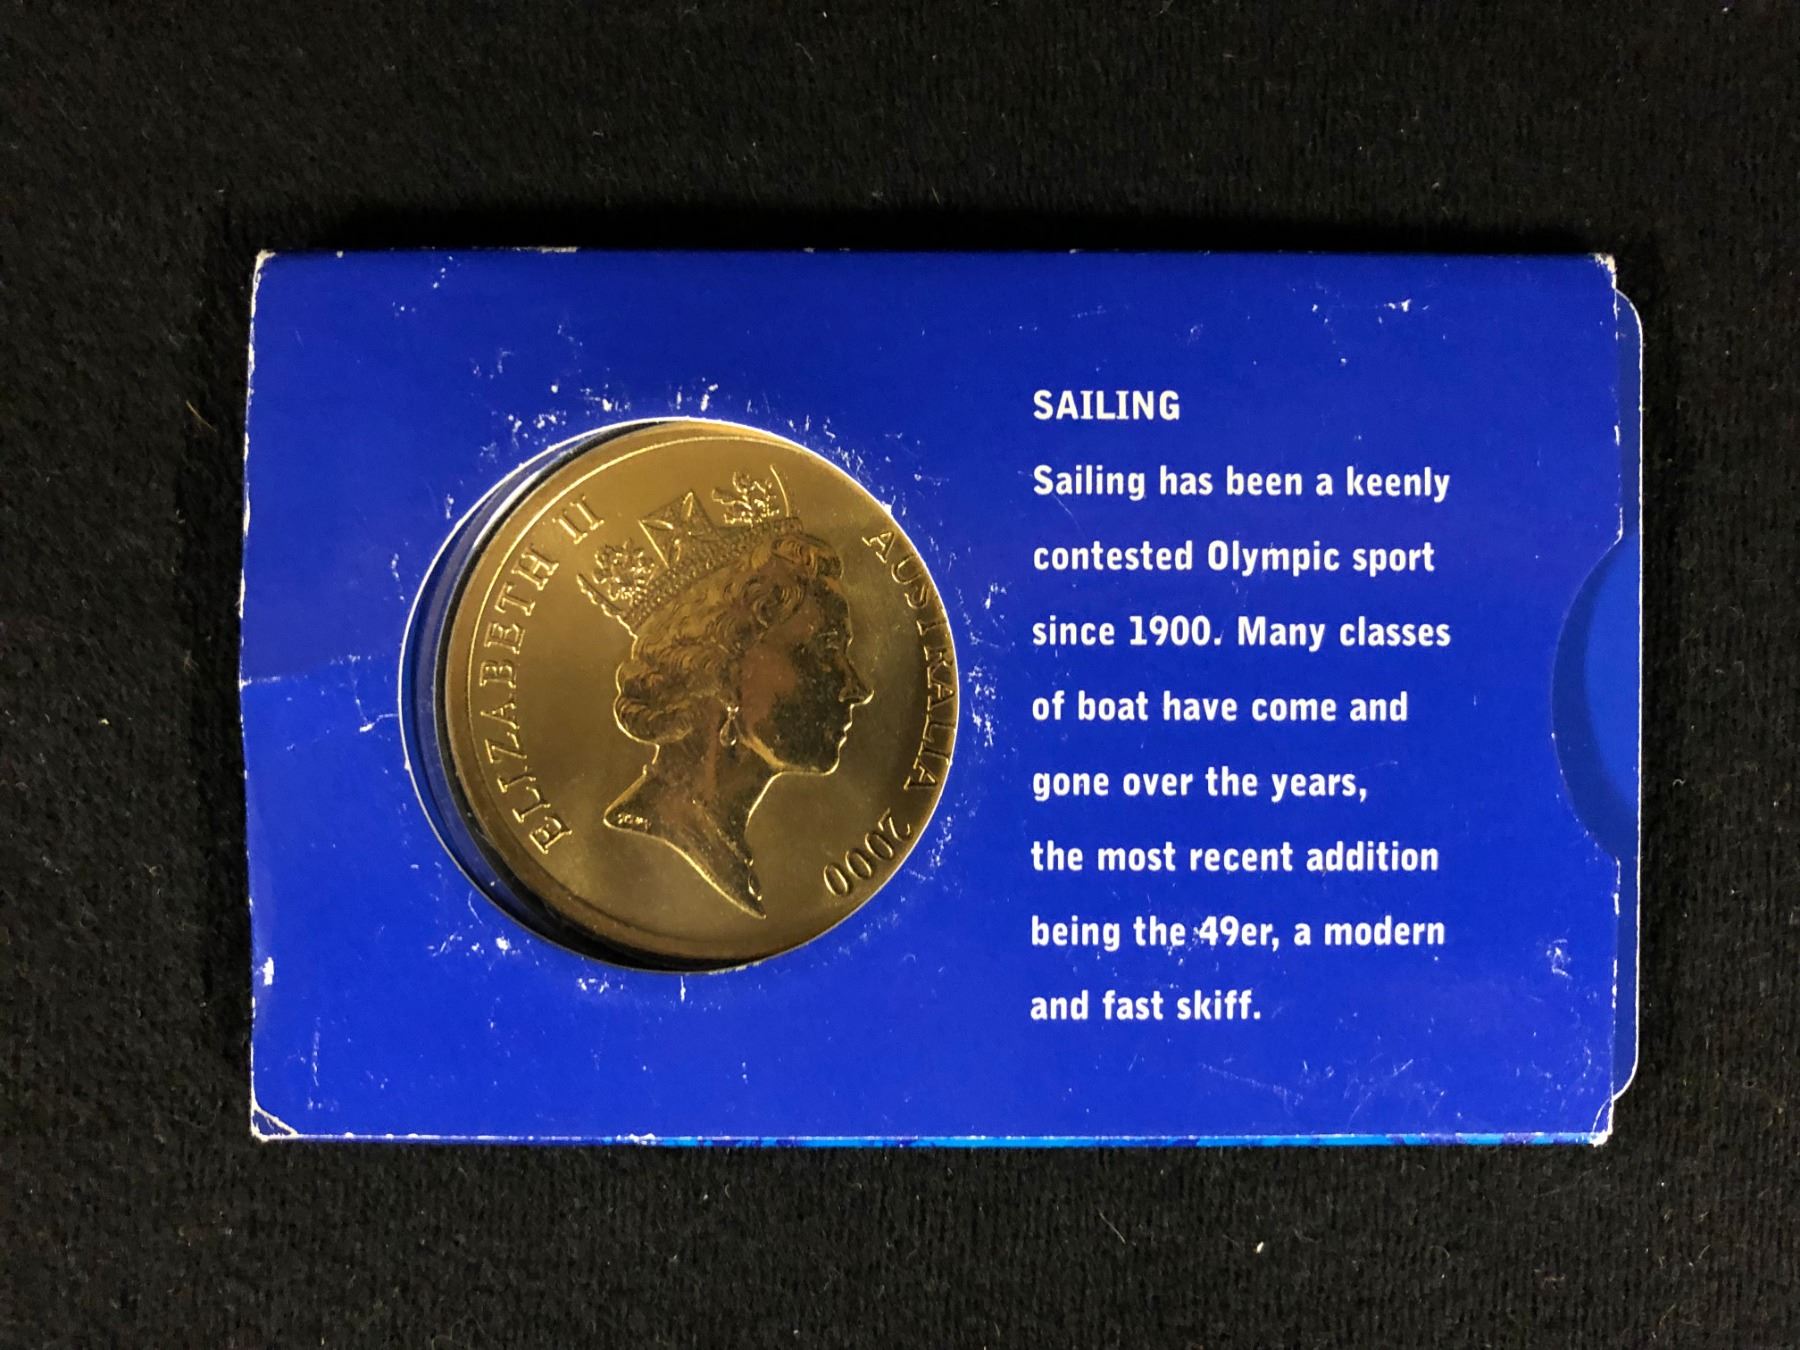 ELIZABETH II
AUSTRALIA 2000
SAILING
Sailing has been a keenly
contested Olympic sport
since 1900. Many classes
of boat have come and
gone over the years,
the most recent addition
being the 49er, a modern
and fast skiff.